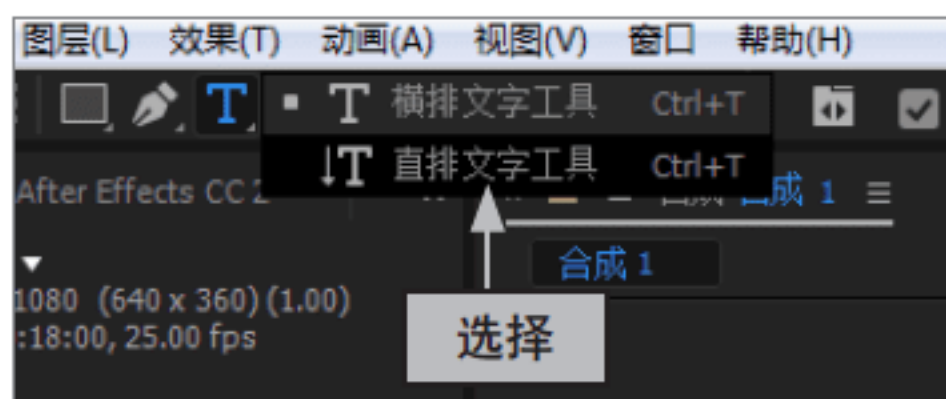 图层(L) 效果(T) 动画(A) 视图(V) 窗口 帮助(H)
T 横排文字工具 Ctrl+T
T 直排文字工具 Ctrl+T
After Effects CC 2
合成 1
合成 1
1080 (640 x 360) (1.00)
:18:00, 25.00 fps
选择